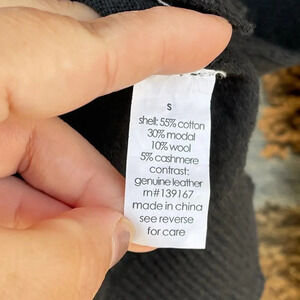 S
shell: 55% cotton
30% modal
10% wool
5% cashmere
contrast:
genuine leather
rn#139167
made in china
see reverse
for care